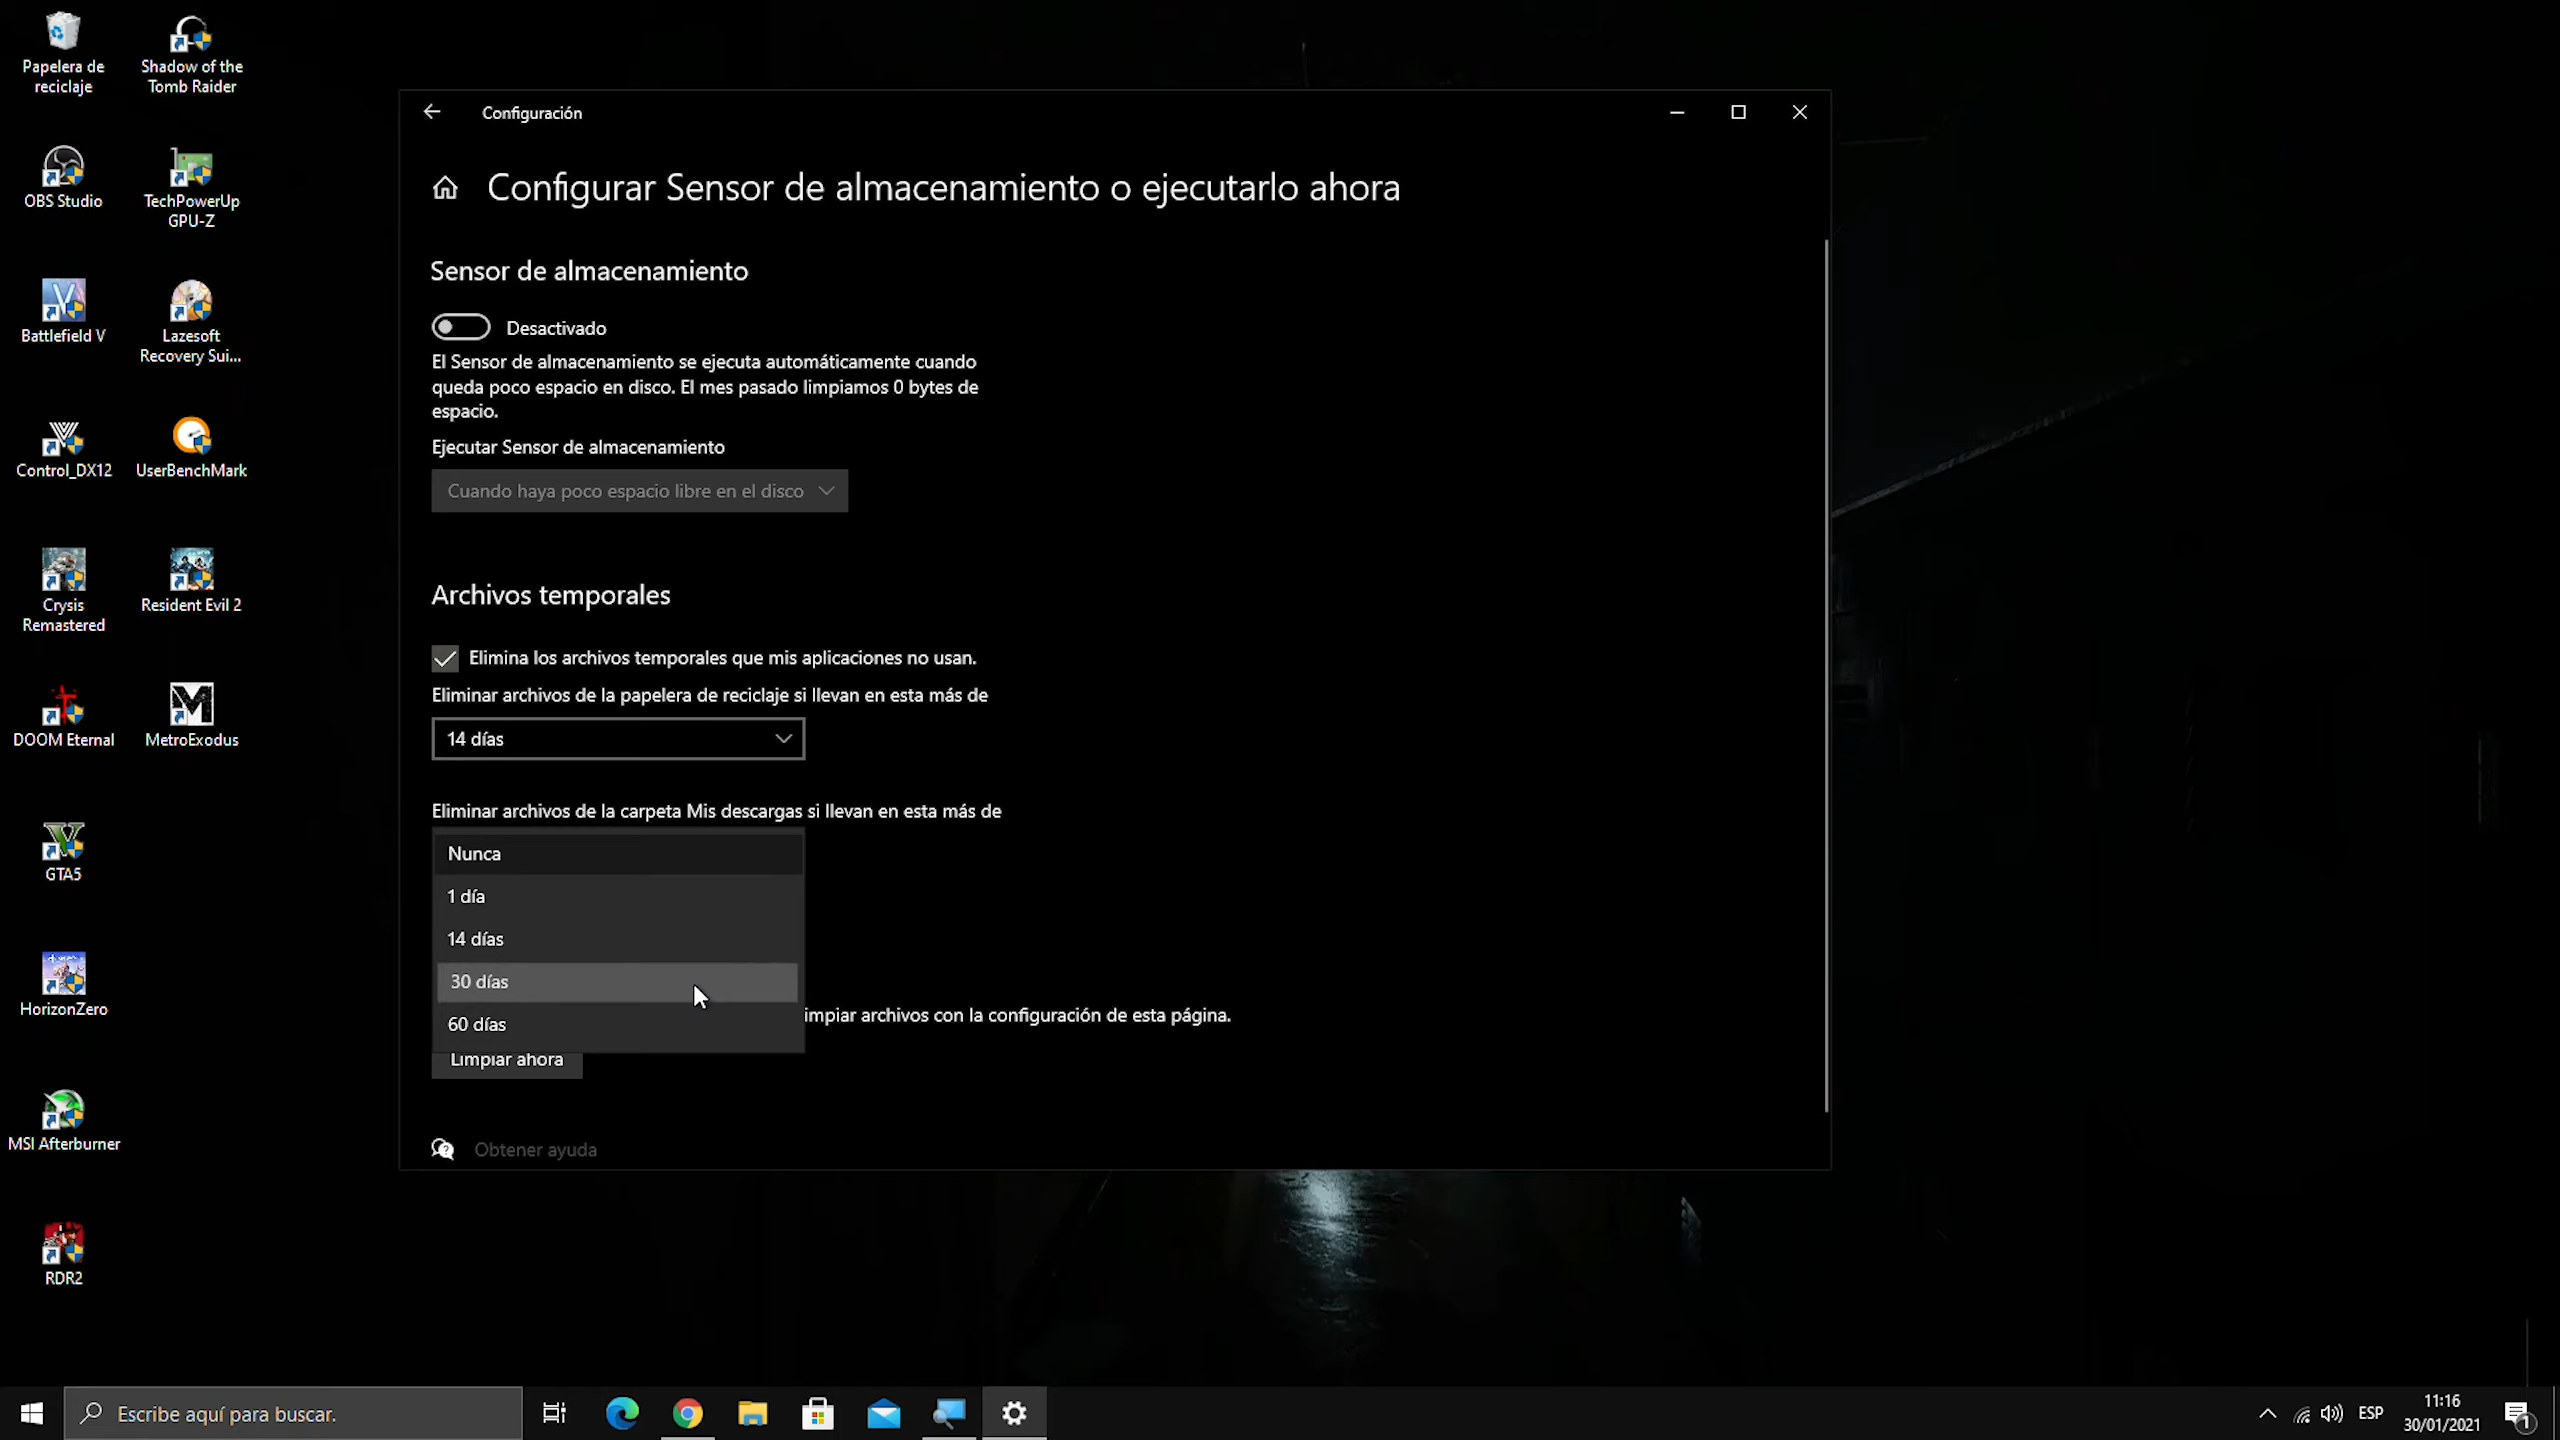 Papelera de
reciclaje
Shadow of the
Tomb Raider
OBS Studio
TechPowerUp
GPU-Z
Battlefield V
Lazesoft
Recovery Sui...
Control_DX12
UserBenchMark
Crysis
Remastered
Resident Evil 2
DOOM Eternal
MetroExodus
GTA5
HorizonZero
MSI Afterburner
RDR2
Configuración
Configurar Sensor de almacenamiento o ejecutarlo ahora
Sensor de almacenamiento
Desactivado
El Sensor de almacenamiento se ejecuta automáticamente cuando
queda poco espacio en disco. El mes pasado limpiamos 0 bytes de
espacio.
Ejecutar Sensor de almacenamiento
Cuando haya poco espacio libre en el disco
Archivos temporales
Elimina los archivos temporales que mis aplicaciones no usan.
Eliminar archivos de la papelera de reciclaje si llevan en esta más de
14 días
Eliminar archivos de la carpeta Mis descargas si llevan en esta más de
Nunca
1 día
14 días
30 días
60 días
impiar archivos con la configuración de esta página.
Limpiar ahora
Obtener ayuda
Escribe aquí para buscar.
ESP
11:16
30/01/2021
1